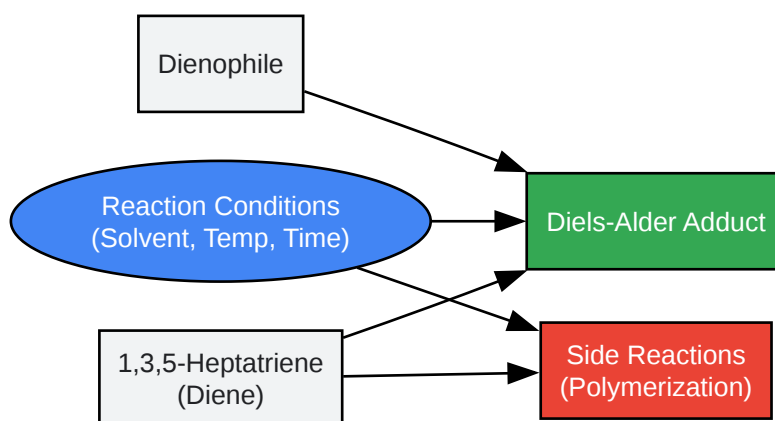 Dienophile
Reaction Conditions
(Solvent, Temp, Time)
Diels-Alder Adduct
1,3,5-Heptatriene
(Diene)
Side Reactions
(Polymerization)